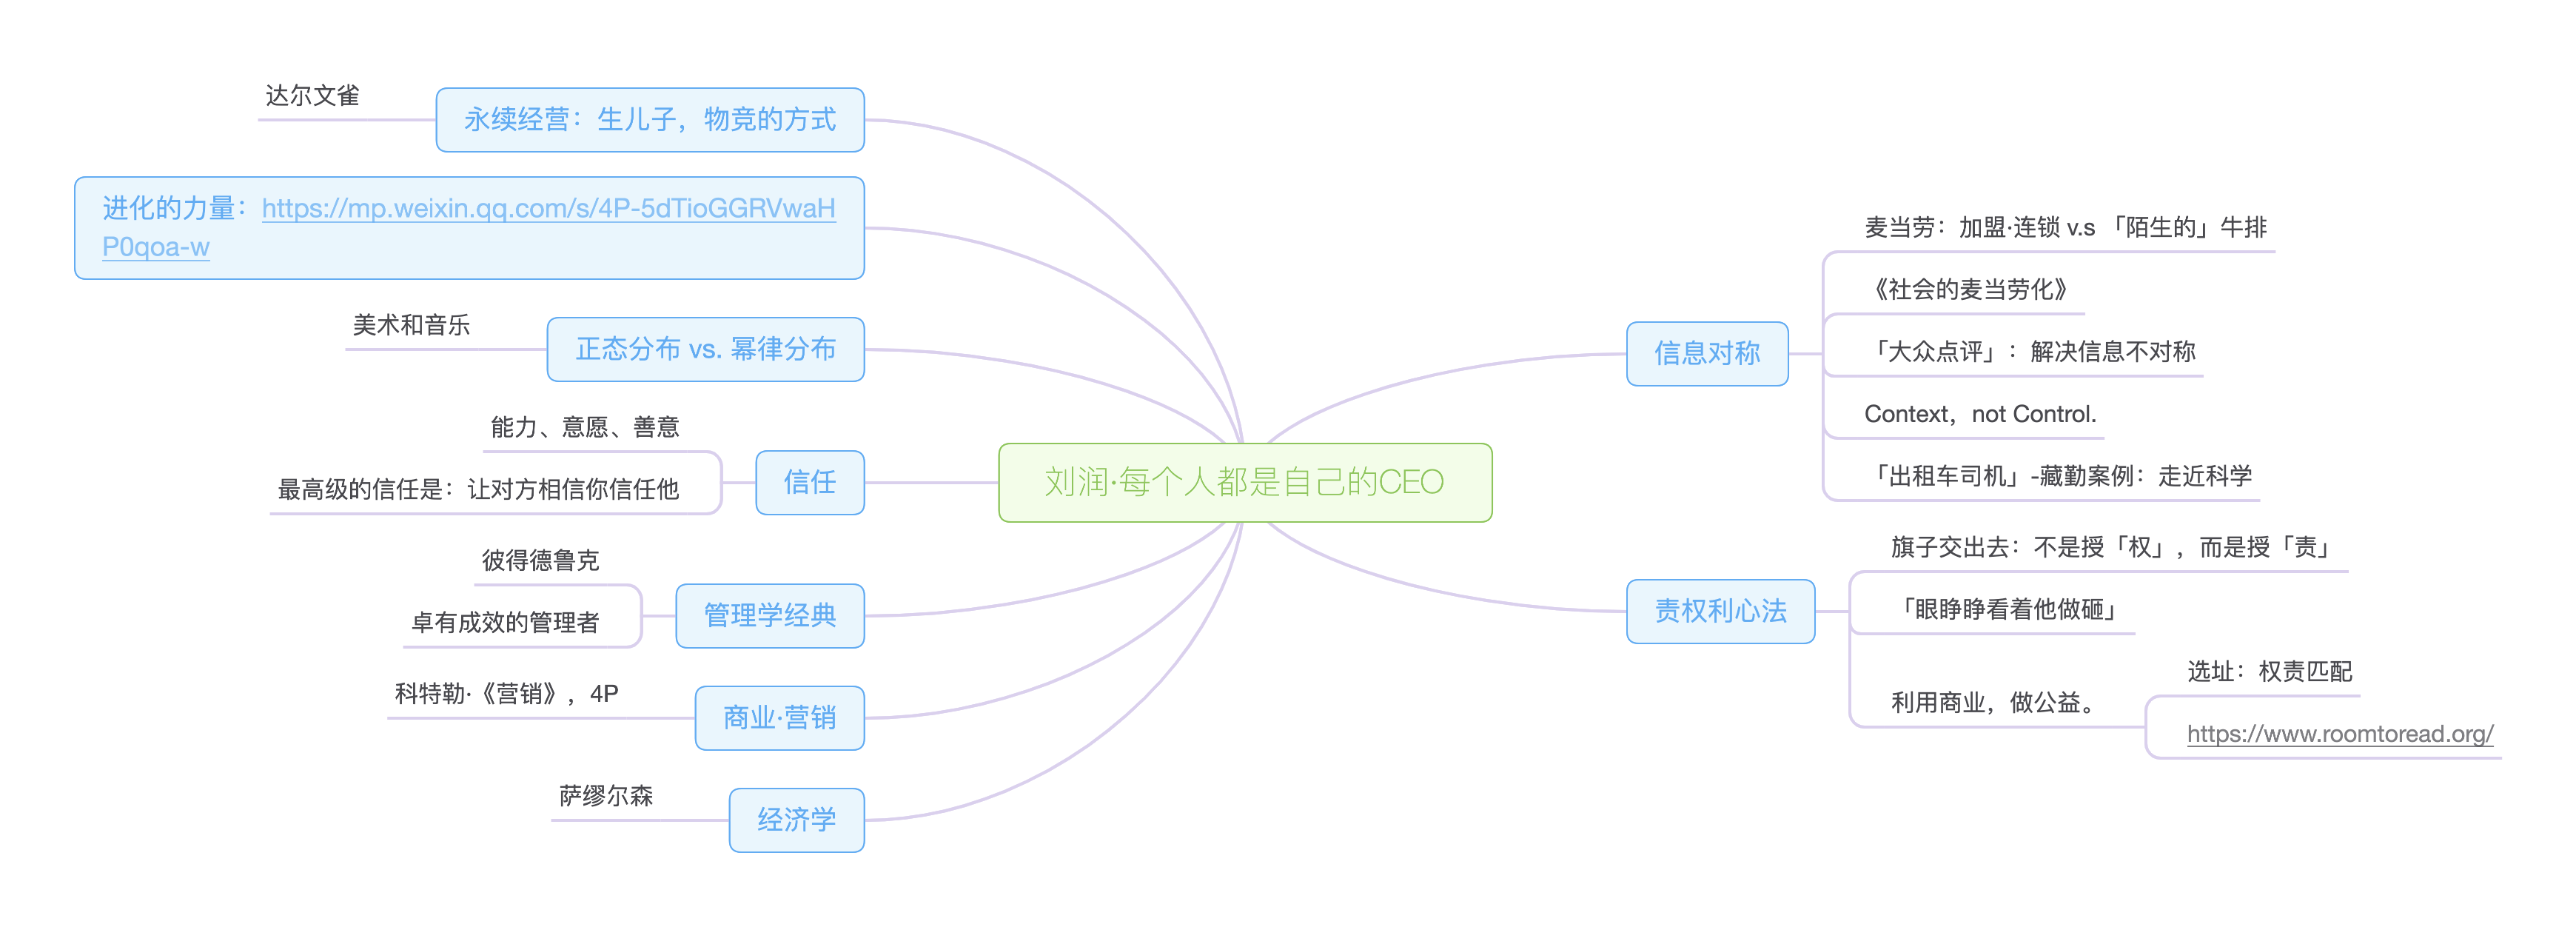 刘润·每个人都是自己的CEO
信息对称
麦当劳：加盟·连锁 v.s 「陌生的」牛排
《社会的麦当劳化》
「大众点评」：解决信息不对称
Context，not Control.
「出租车司机」-藏勤案例：走近科学
责权利心法
旗子交出去：不是授「权」，而是授「责」
「眼睁睁看着他做砸」
利用商业，做公益。
选址：权责匹配
https://www.roomtoread.org/
永续经营：生儿子，物竞的方式
达尔文雀
进化的力量：https://mp.weixin.qq.com/s/4P-5dTioGGRVwaH
P0qoa-w
正态分布 vs. 幂律分布
美术和音乐
信任
能力、意愿、善意
最高级的信任是：让对方相信你信任他
管理学经典
彼得德鲁克
卓有成效的管理者
商业·营销
科特勒·《营销》，4P
经济学
萨缪尔森